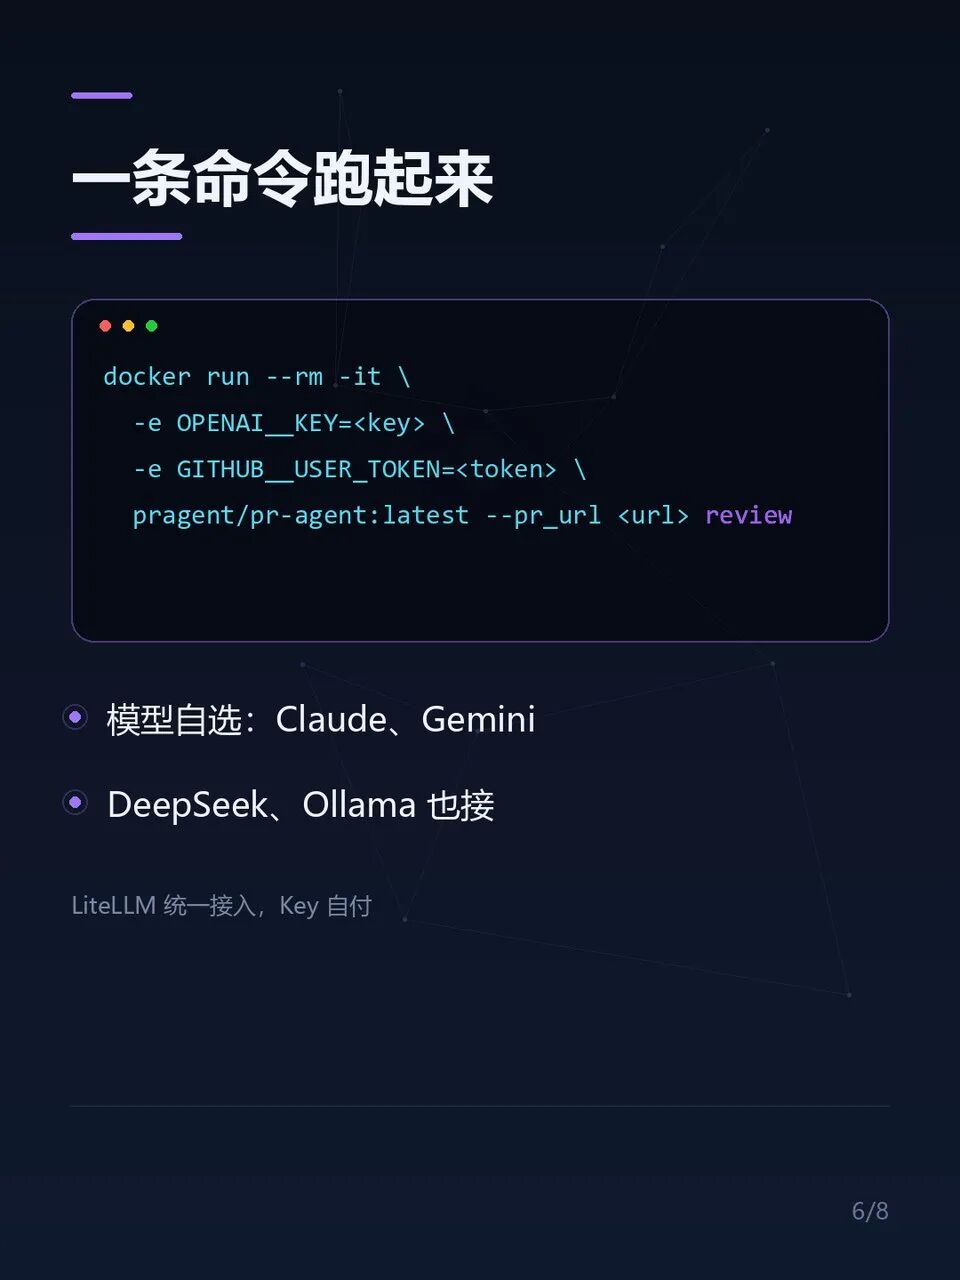 一条命令跑起来
docker run --rm -it \
-e OPENAI__KEY=<key> \
-e GITHUB__USER_TOKEN=<token> \
pragent/pr-agent:latest --pr_url <url> review
模型自选：Claude、Gemini
DeepSeek、Ollama 也接
LiteLLM 统一接入，Key 自付
6/8